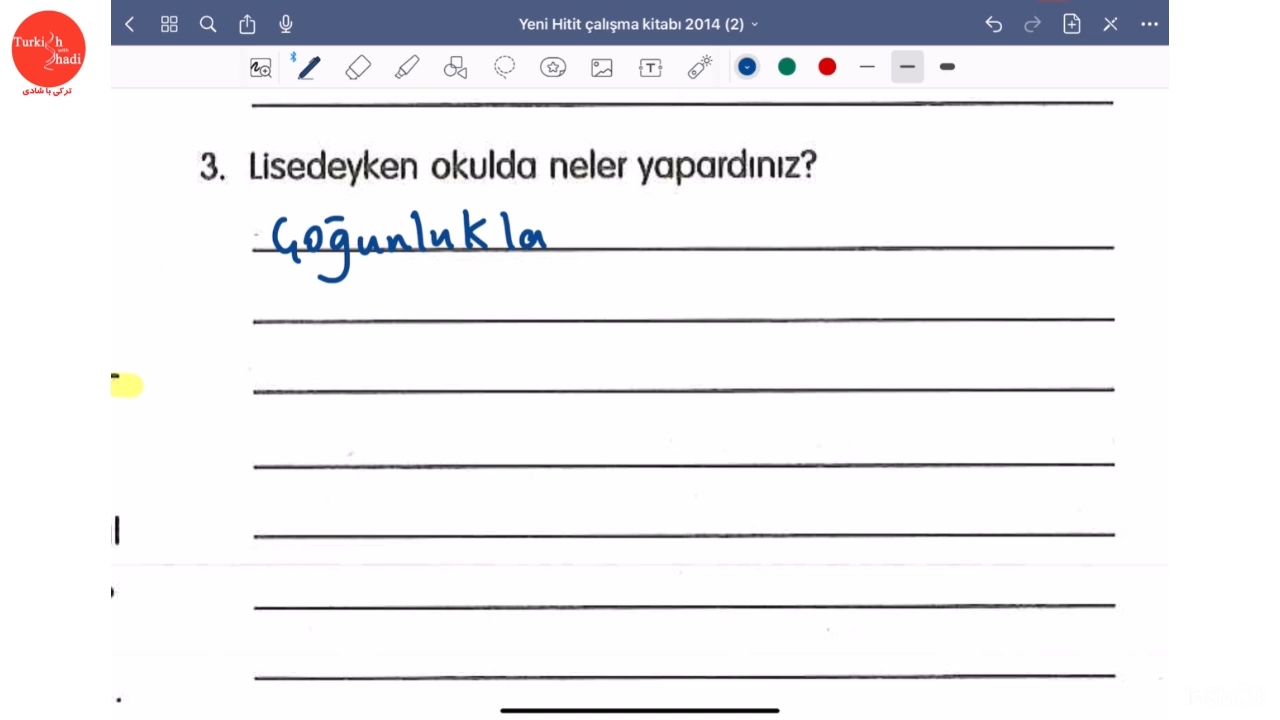 Turkish
with
Shadi
ترکی با شادی
Yeni Hitit çalışma kitabı 2014 (2)
T
3. Lisedeyken okulda neler yapardınız?
Çoğunlukla